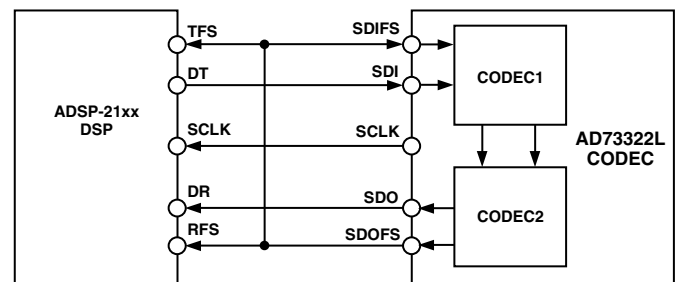 TFS SDIFS
DT SDI
CODEC1
ADSP-21xx
DSP
SCLK SCLK
AD73322L
CODEC
DR SDO
CODEC2
RFS SDOFS